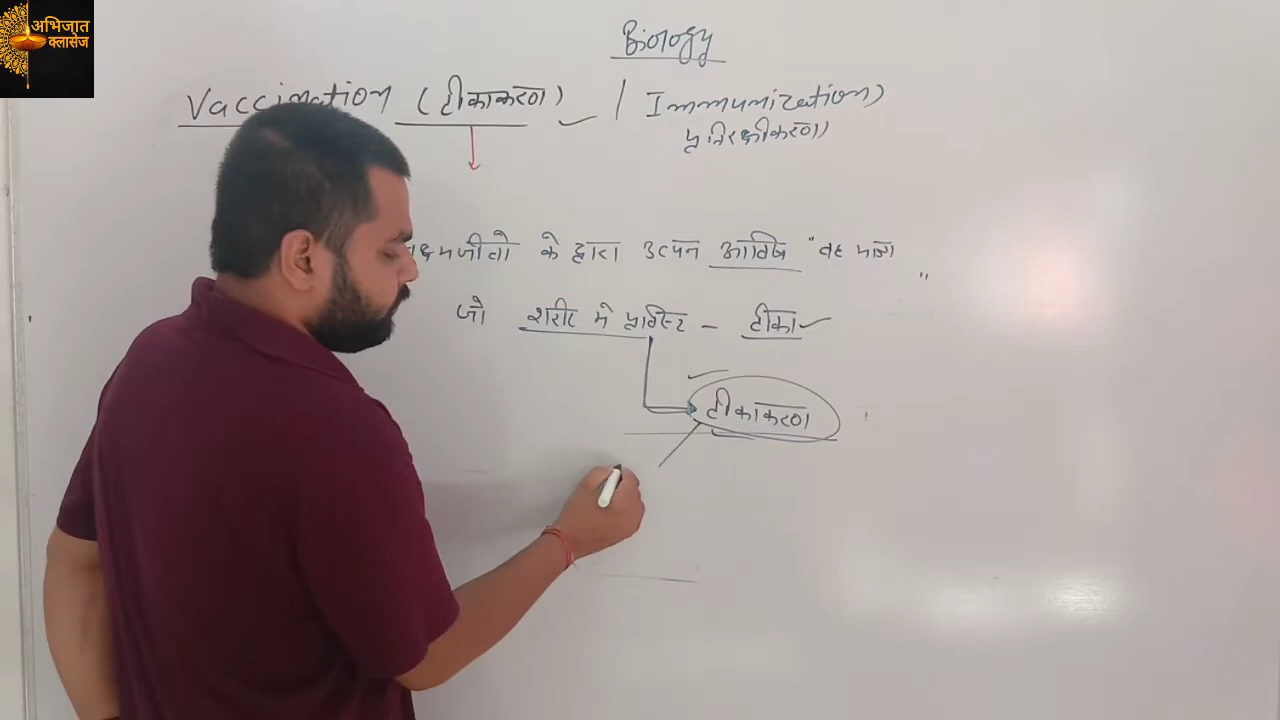 अभिजात
क्लासेज
Biology
Vaccination (टीकाकरण) / Immunization)
प्रतिरक्षीकरण)
के द्वारा उत्पन आविष "वह मात्रा "
जो शरीर मे प्रविस्ट - टीका
टीकाकरण